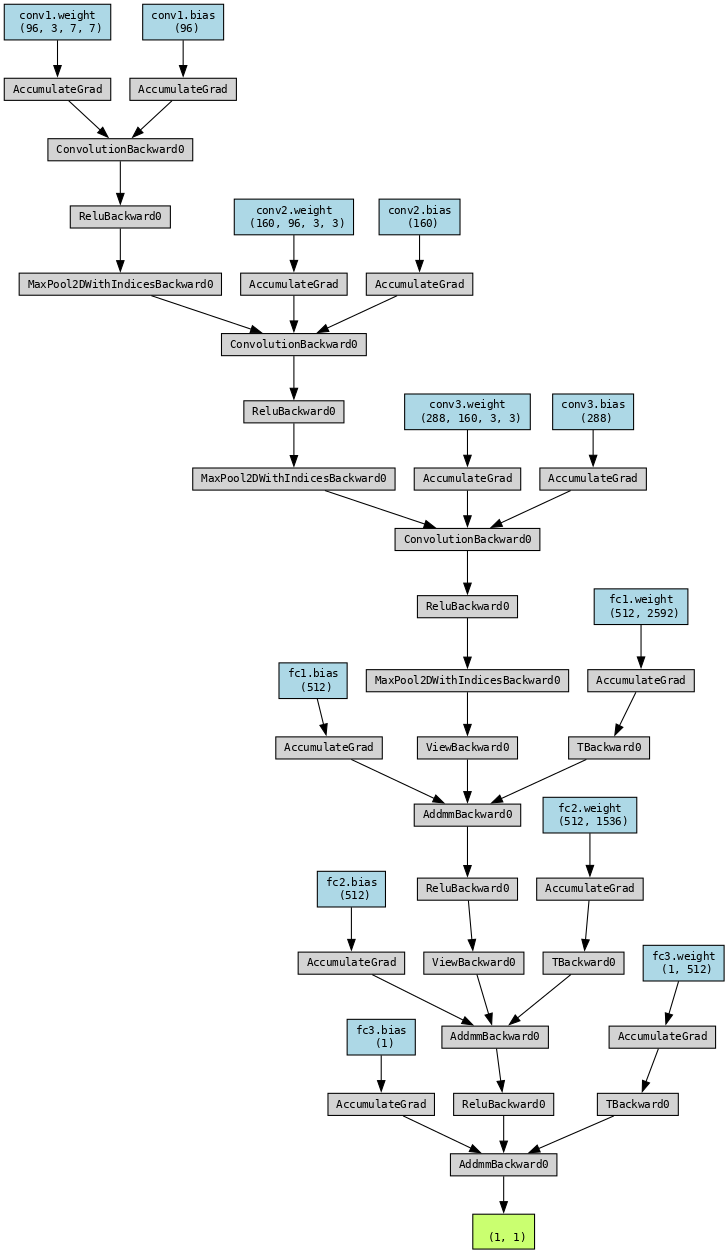 conv1.weight
(96, 3, 7, 7)
conv1.bias
(96)
AccumulateGrad
AccumulateGrad
ConvolutionBackward0
ReluBackward0
conv2.weight
(160, 96, 3, 3)
conv2.bias
(160)
MaxPool2DWithIndicesBackward0
AccumulateGrad
AccumulateGrad
ConvolutionBackward0
ReluBackward0
conv3.weight
(288, 160, 3, 3)
conv3.bias
(288)
MaxPool2DWithIndicesBackward0
AccumulateGrad
AccumulateGrad
ConvolutionBackward0
ReluBackward0
fc1.weight
(512, 2592)
fc1.bias
(512)
MaxPool2DWithIndicesBackward0
AccumulateGrad
AccumulateGrad
ViewBackward0
TBackward0
AddmmBackward0
fc2.weight
(512, 1536)
fc2.bias
(512)
ReluBackward0
AccumulateGrad
AccumulateGrad
ViewBackward0
TBackward0
fc3.weight
(1, 512)
fc3.bias
(1)
AddmmBackward0
AccumulateGrad
AccumulateGrad
ReluBackward0
TBackward0
AddmmBackward0
(1, 1)